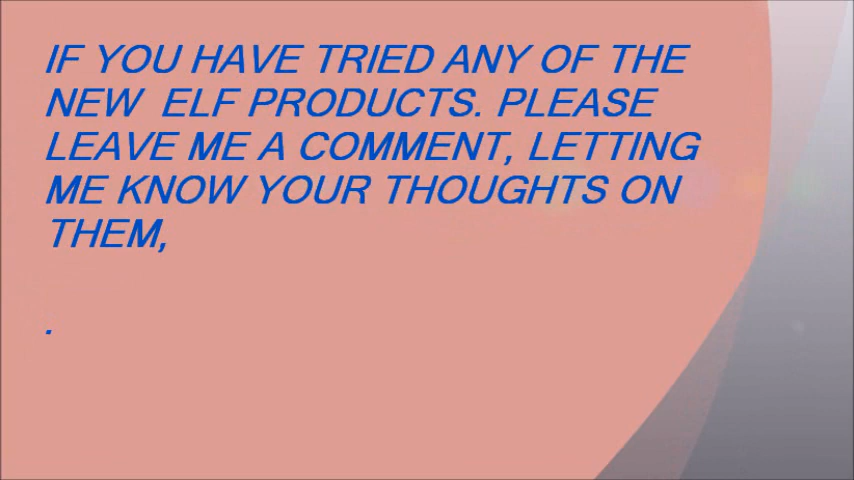 IF YOU HAVE TRIED ANY OF THE
NEW  ELF PRODUCTS. PLEASE
LEAVE ME A COMMENT, LETTING
ME KNOW YOUR THOUGHTS ON
THEM,
.